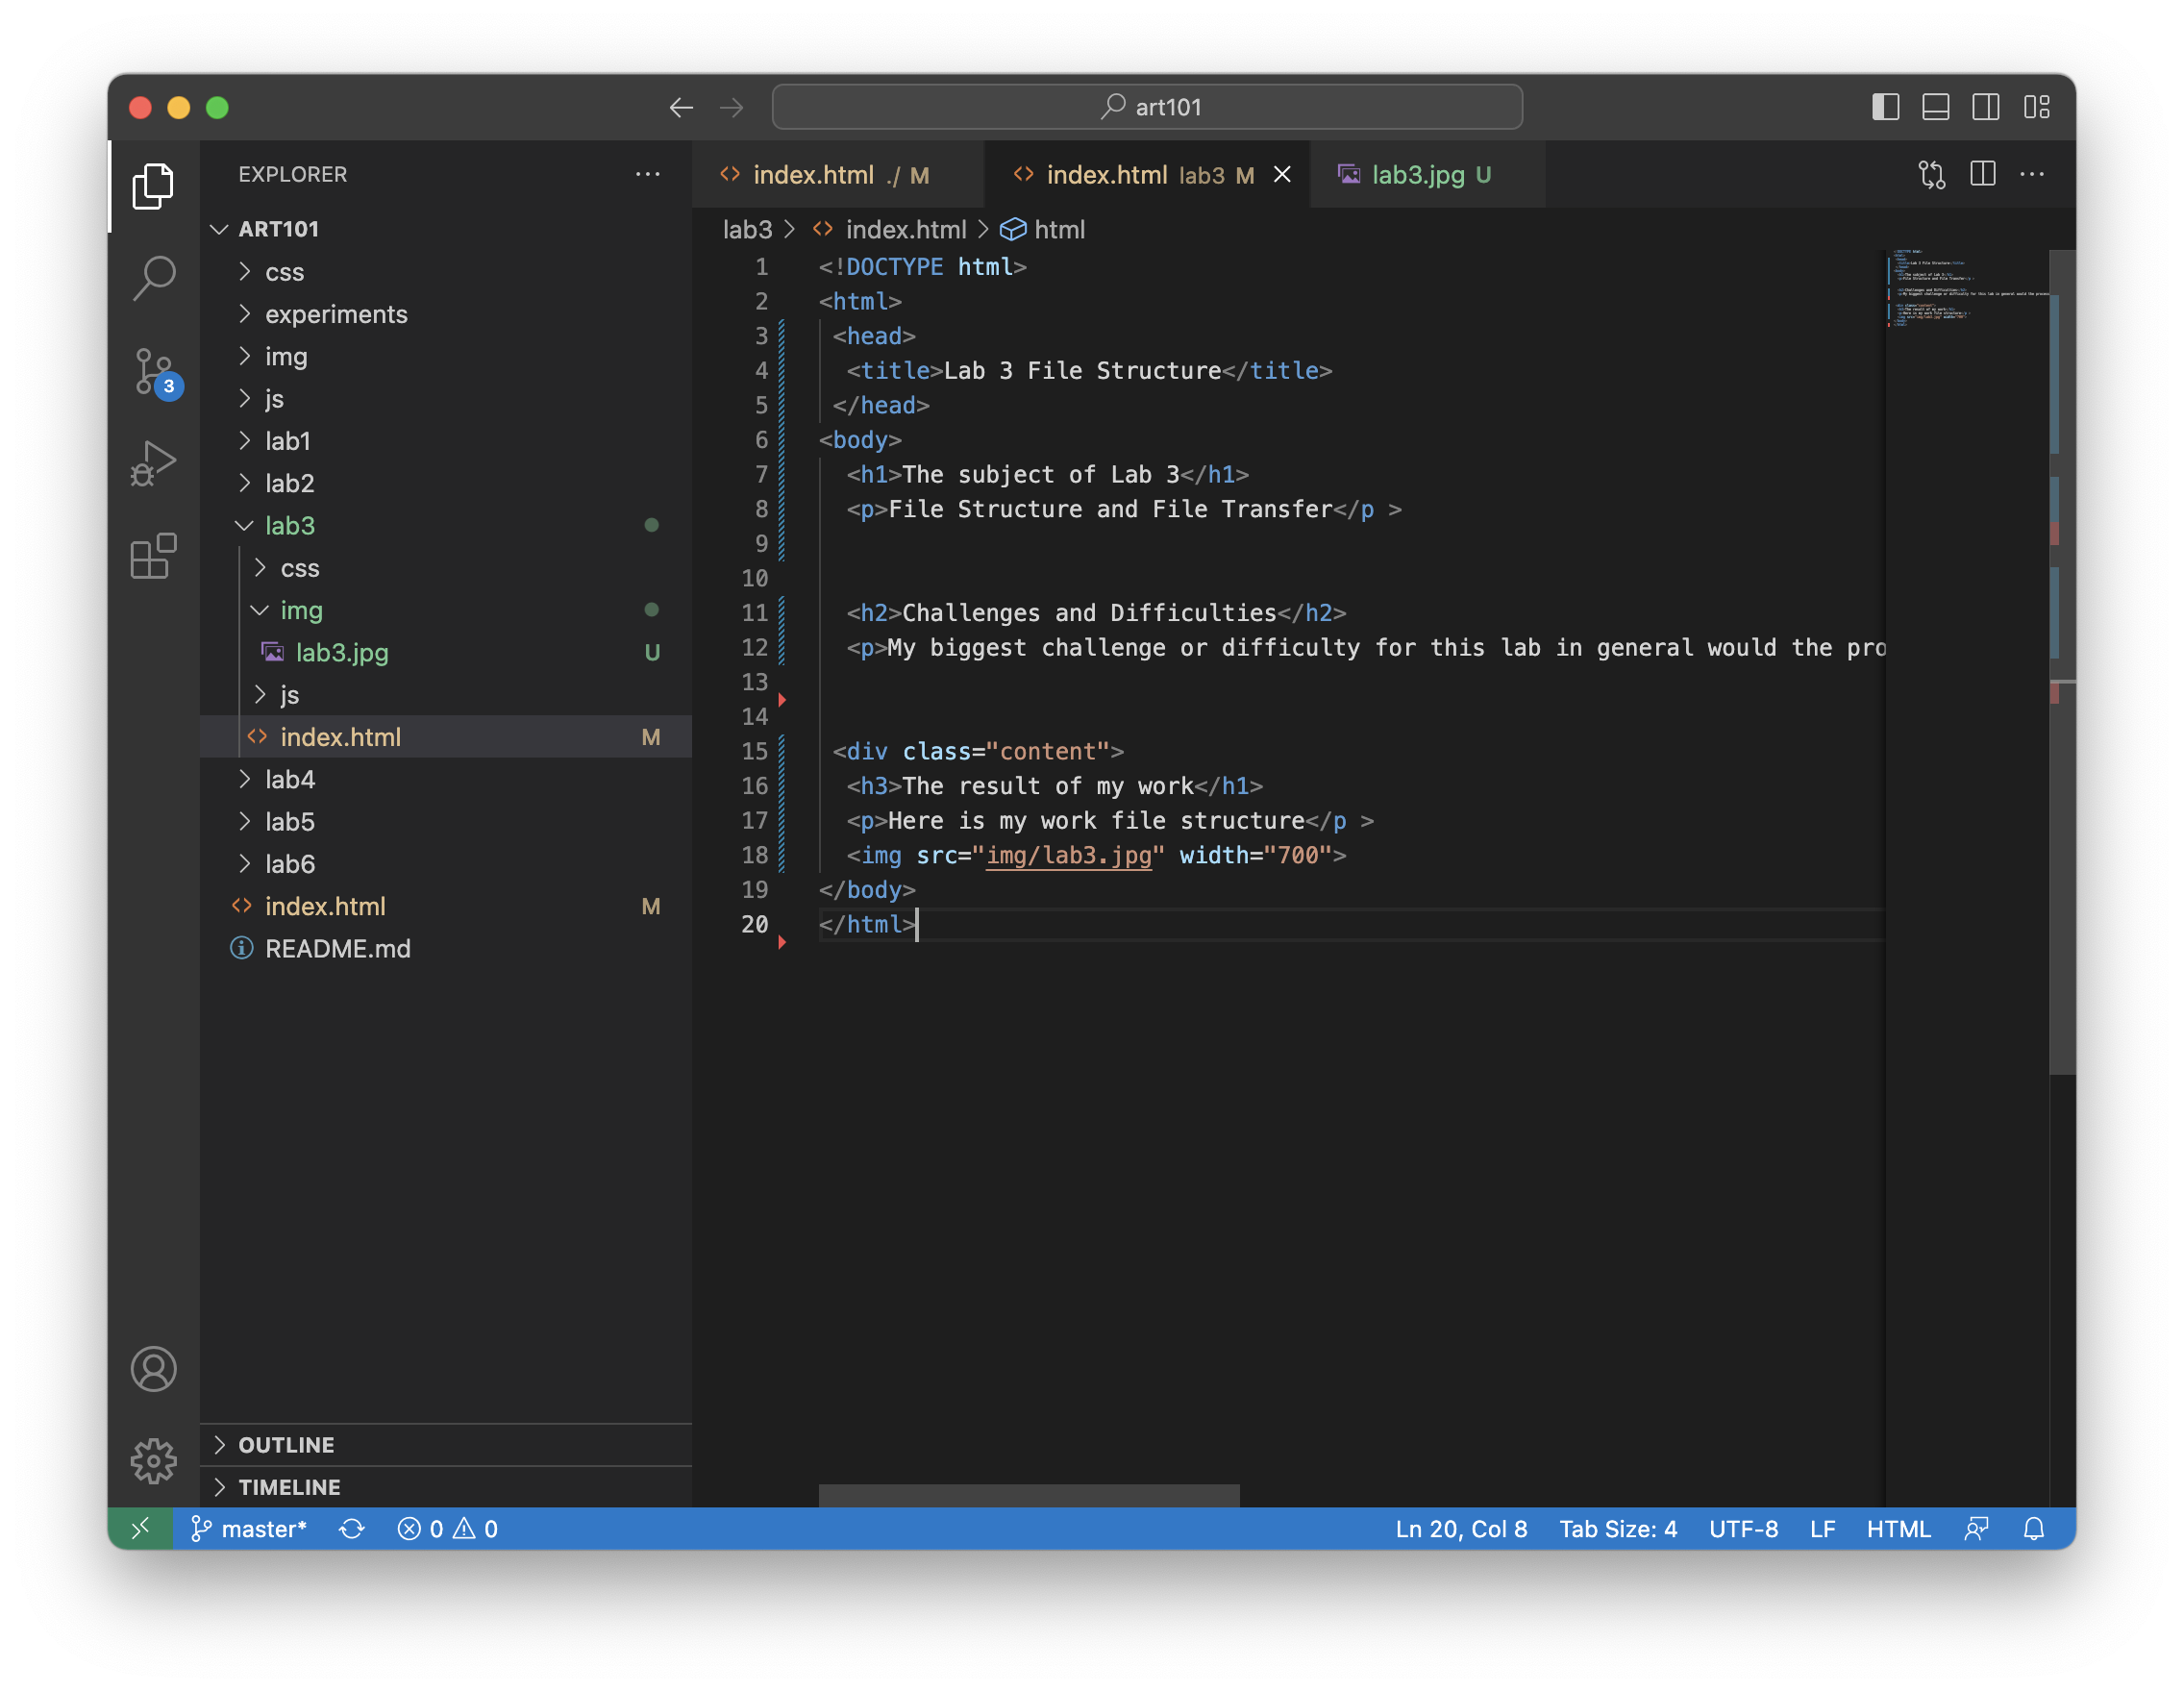 art101
EXPLORER
index.html ./ M
index.html lab3 M
lab3.jpg U
ART101
css
experiments
img
js
lab1
lab2
lab3
css
img
lab3.jpg U
js
index.html M
lab4
lab5
lab6
index.html M
README.md
OUTLINE
TIMELINE
3
lab3 > index.html > html
1 <!DOCTYPE html>
2 <html>
3 <head>
4 <title>Lab 3 File Structure</title>
5 </head>
6 <body>
7 <h1>The subject of Lab 3</h1>
8 <p>File Structure and File Transfer</p >
9
10
11 <h2>Challenges and Difficulties</h2>
12 <p>My biggest challenge or difficulty for this lab in general would the pro
13
14
15 <div class="content">
16 <h3>The result of my work</h1>
17 <p>Here is my work file structure</p >
18 <img src="img/lab3.jpg" width="700">
19 </body>
20 </html>
master* 0 0 Ln 20, Col 8 Tab Size: 4 UTF-8 LF HTML